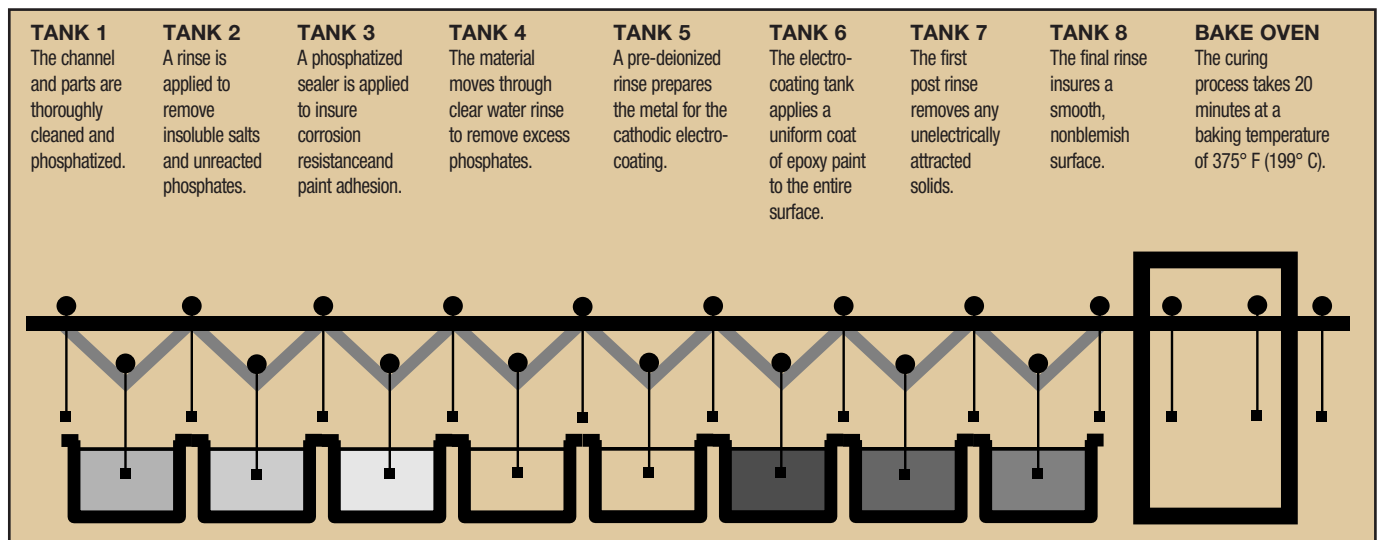 TANK 1
The channel
and parts are
thoroughly
cleaned and
phosphatized.
TANK 2
A rinse is
applied to
remove
insoluble salts
and unreacted
phosphates.
TANK 3
A phosphatized
sealer is applied
to insure
corrosion
resistanceand
paint adhesion.
TANK 4
The material
moves through
clear water rinse
to remove excess
phosphates.
TANK 5
A pre-deionized
rinse prepares
the metal for the
cathodic electro-
coating.
TANK 6
The electro-
coating tank
applies a
uniform coat
of epoxy paint
to the entire
surface.
TANK 7
The first
post rinse
removes any
unelectrically
attracted
solids.
TANK 8
The final rinse
insures a
smooth,
nonblemish
surface.
BAKE OVEN
The curing
process takes 20
minutes at a
baking temperature
of 375° F (199° C).